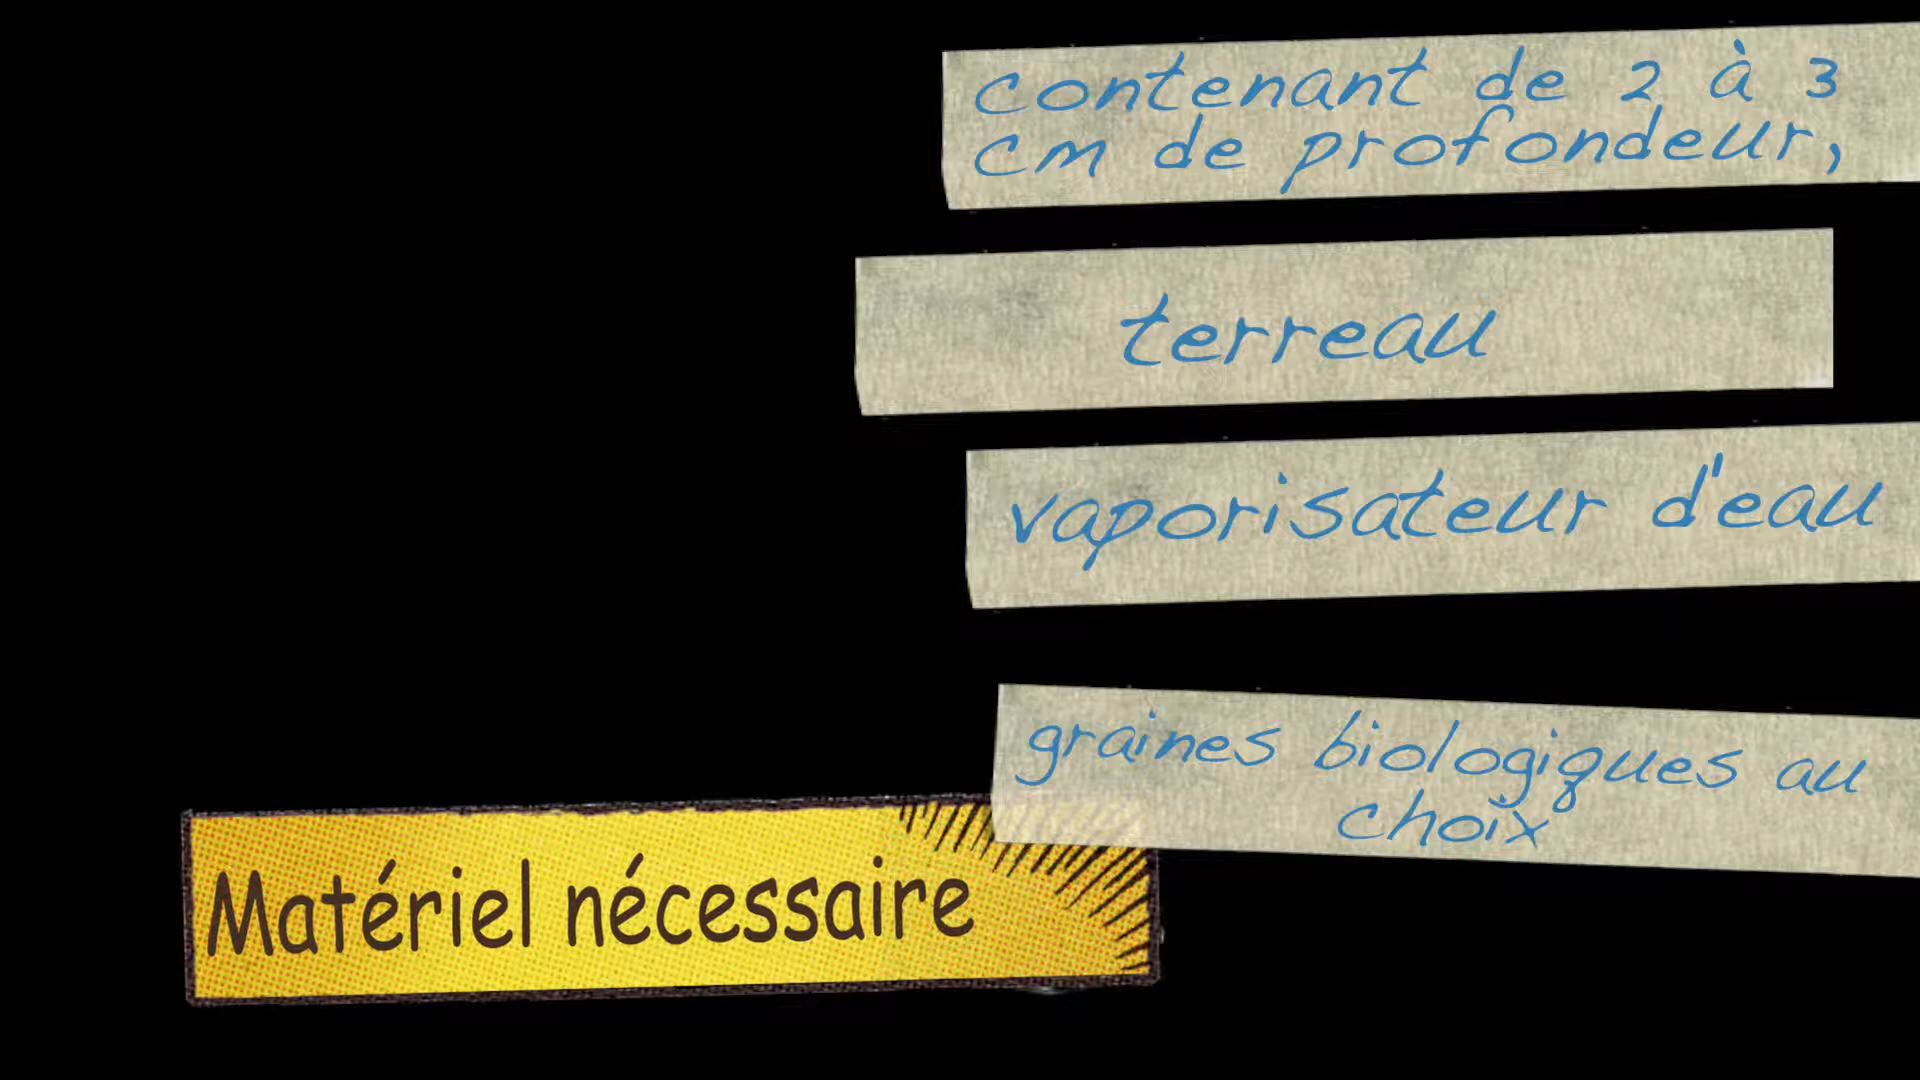 contenant de 2 à 3
cm de profondeur,
terreau
vaporisateur d'eau
graines biologiques au
choix
Matériel nécessaire